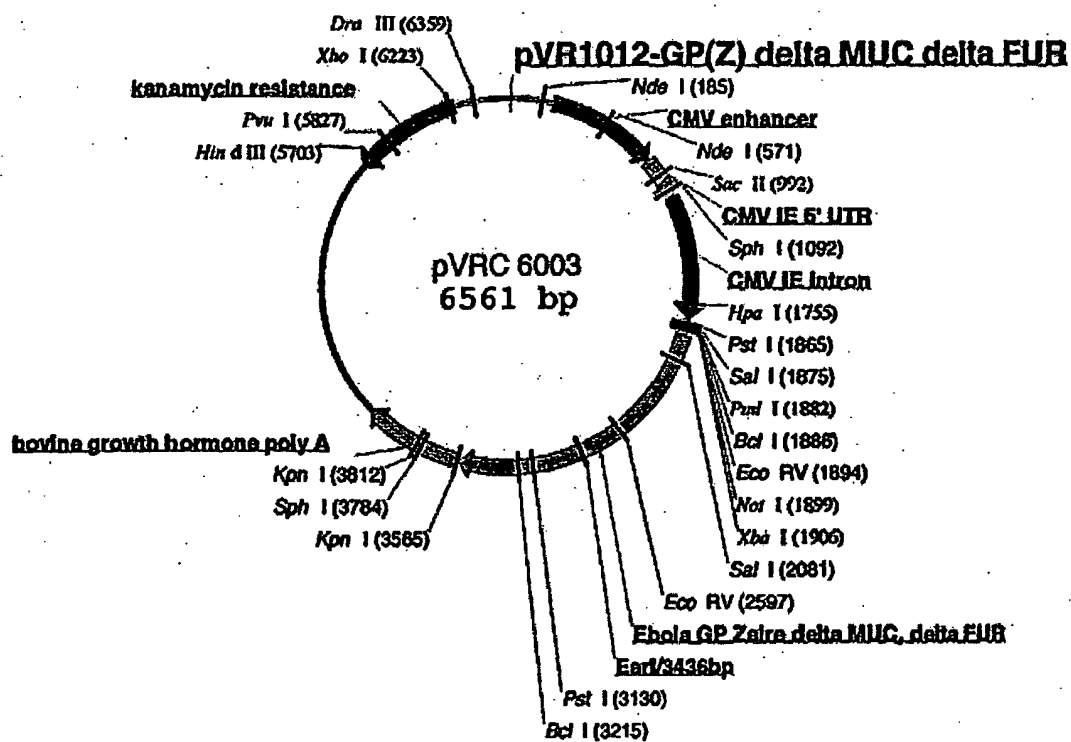 Dra III (6359)
Xho I (6223)
pVR1012-GP(Z) delta MUC delta FUR
kanamycin resistance
Nde I (185)
CMV enhancer
Pvu I (5827)
Hin d III (5703)
Nde I (571)
Sac II (992)
CMV IE 5' UTR
Sph I (1092)
pVRC 6003
6561 bp
CMV IE Intron
Hpa I (1755)
Pst I (1865)
Sal I (1875)
I (1882)
Bcl I (1886)
Eco RV (1894)
Not I (1899)
Xba I (1906)
Sal I (2081)
bovine growth hormone poly A
Kpn I (3812)
Sph I (3784)
Kpn I (3565)
Eco RV (2597)
Ebola GP Zaire delta MUC, delta FUR
EarI/3436bp
Pst I (3130)
Bcl I (3215)